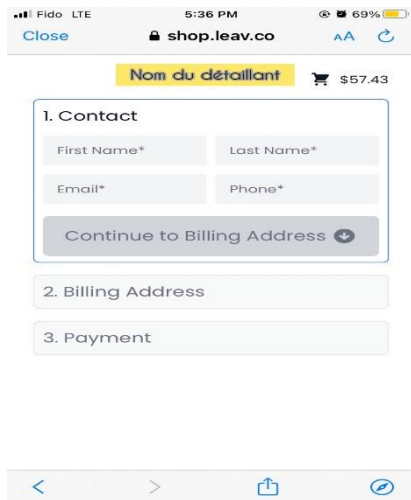 Fido LTE 5:36 PM 69%
Close shop.leav.co AA
Nom du détaillant $57.43
1. Contact
First Name* Last Name*
Email* Phone*
Continue to Billing Address
2. Billing Address
3. Payment